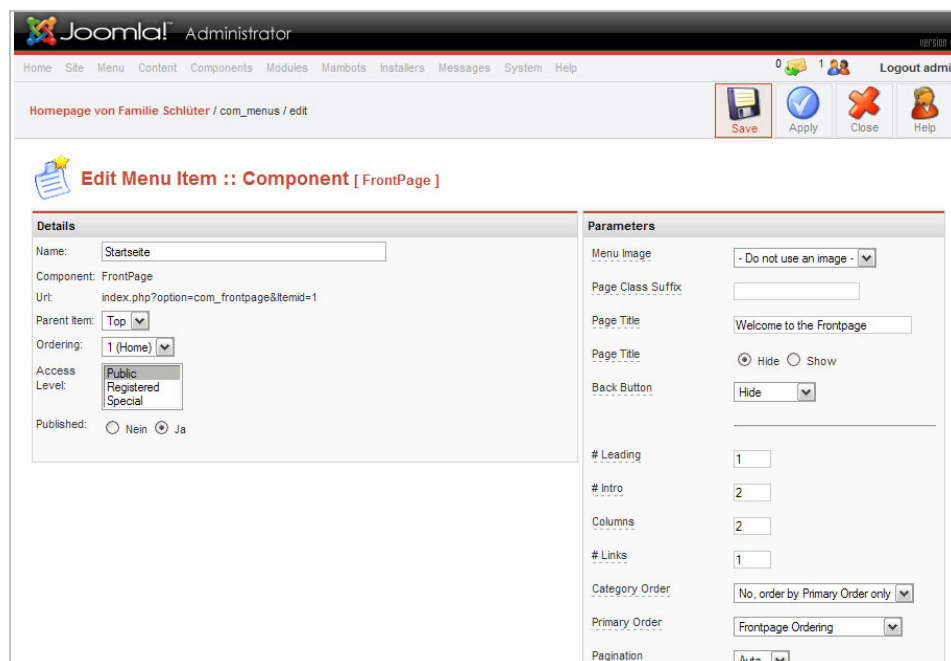 Joomla! Administrator
version
Home Site Menu Content Components Modules Mambots Installers Messages System Help
0 1 Logout admi
Homepage von Familie Schlüter / com_menus / edit
Save Apply Close Help
Edit Menu Item :: Component [ FrontPage ]
Details
Name: Startseite
Component: FrontPage
Url: index.php?option=com_frontpage&Itemid=1
Parent Item: Top
Ordering: 1 (Home)
Access Level: Public
Registered
Special
Published: Nein Ja
Parameters
Menu Image - Do not use an image -
Page Class Suffix
Page Title Welcome to the Frontpage
Page Title Hide Show
Back Button Hide
# Leading 1
# Intro 2
Columns 2
# Links 1
Category Order No, order by Primary Order only
Primary Order Frontpage Ordering
Pagination Auto